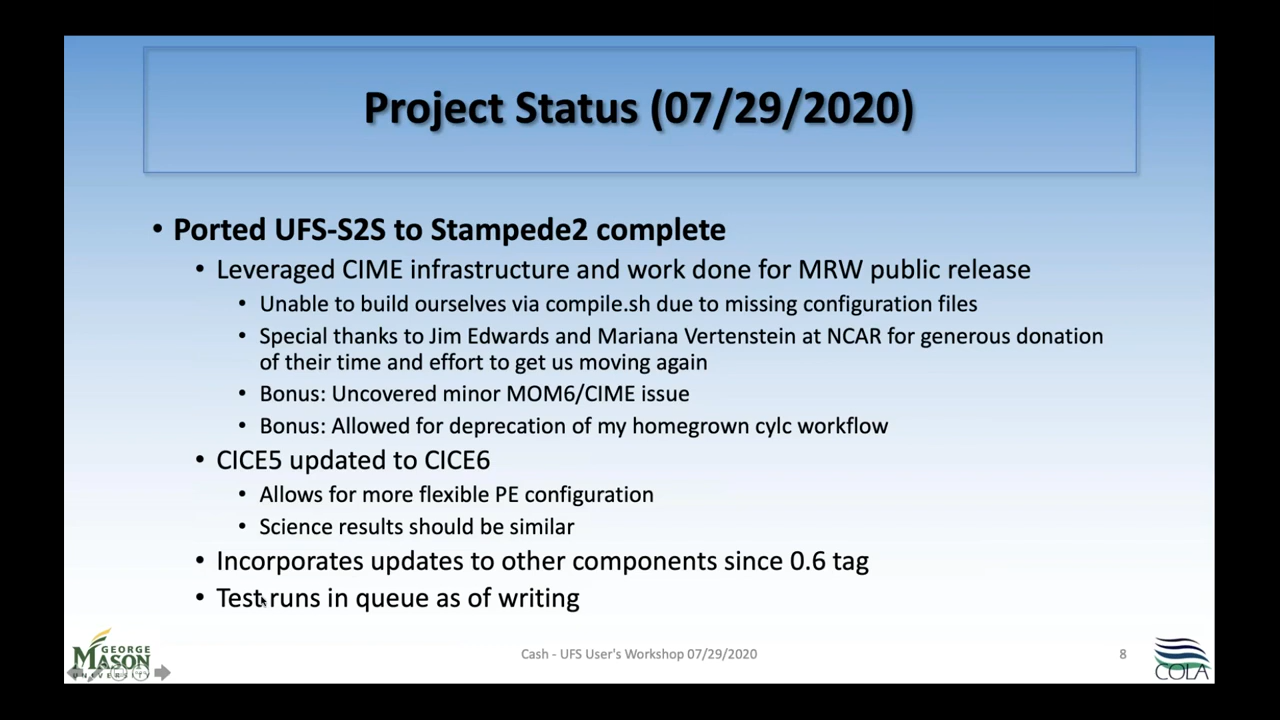 Project Status (07/29/2020)
• Ported UFS-S2S to Stampede2 complete
• Leveraged CIME infrastructure and work done for MRW public release
• Unable to build ourselves via compile.sh due to missing configuration files
• Special thanks to Jim Edwards and Mariana Vertenstein at NCAR for generous donation
of their time and effort to get us moving again
• Bonus: Uncovered minor MOM6/CIME issue
• Bonus: Allowed for deprecation of my homegrown cylc workflow
• CICE5 updated to CICE6
• Allows for more flexible PE configuration
• Science results should be similar
• Incorporates updates to other components since 0.6 tag
• Test runs in queue as of writing
GEORGE
MASON
UNIVERSITY
Cash - UFS User's Workshop 07/29/2020
8
COLA